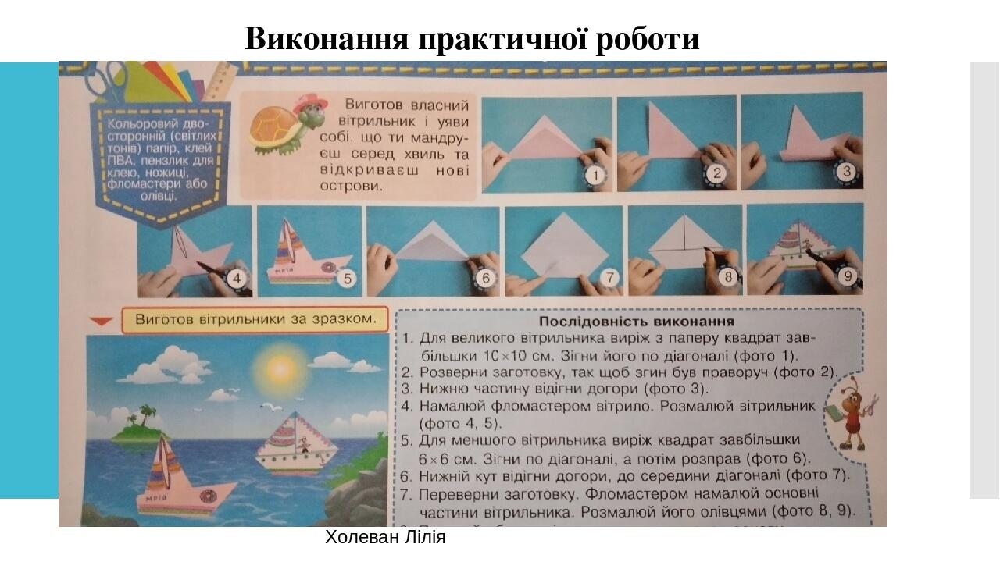 Виконання практичної роботи
Кольоровий дво-
сторонній (світлих
тонів) папір, клей
ПВА, пензлик для
клею, ножиці,
фломастери або
олівці.
Виготов власний
вітрильник і уяви
собі, що ти мандру-
єш серед хвиль та
відкриваєш нові
острови.
1
2
3
4
МРІЯ
5
6
7
8
9
Виготов вітрильники за зразком.
МРІЯ
Послідовність виконання
1. Для великого вітрильника виріж з паперу квадрат зав-
більшки 10×10 см. Зігни його по діагоналі (фото 1).
2. Розверни заготовку, так щоб згин був праворуч (фото 2).
3. Нижню частину відігни догори (фото 3).
4. Намалюй фломастером вітрило. Розмалюй вітрильник
(фото 4, 5).
5. Для меншого вітрильника виріж квадрат завбільшки
6×6 см. Зігни по діагоналі, а потім розправ (фото 6).
6. Нижній кут відігни догори, до середини діагоналі (фото 7).
7. Переверни заготовку. Фломастером намалюй основні
частини вітрильника. Розмалюй його олівцями (фото 8, 9).
Холеван Лілія